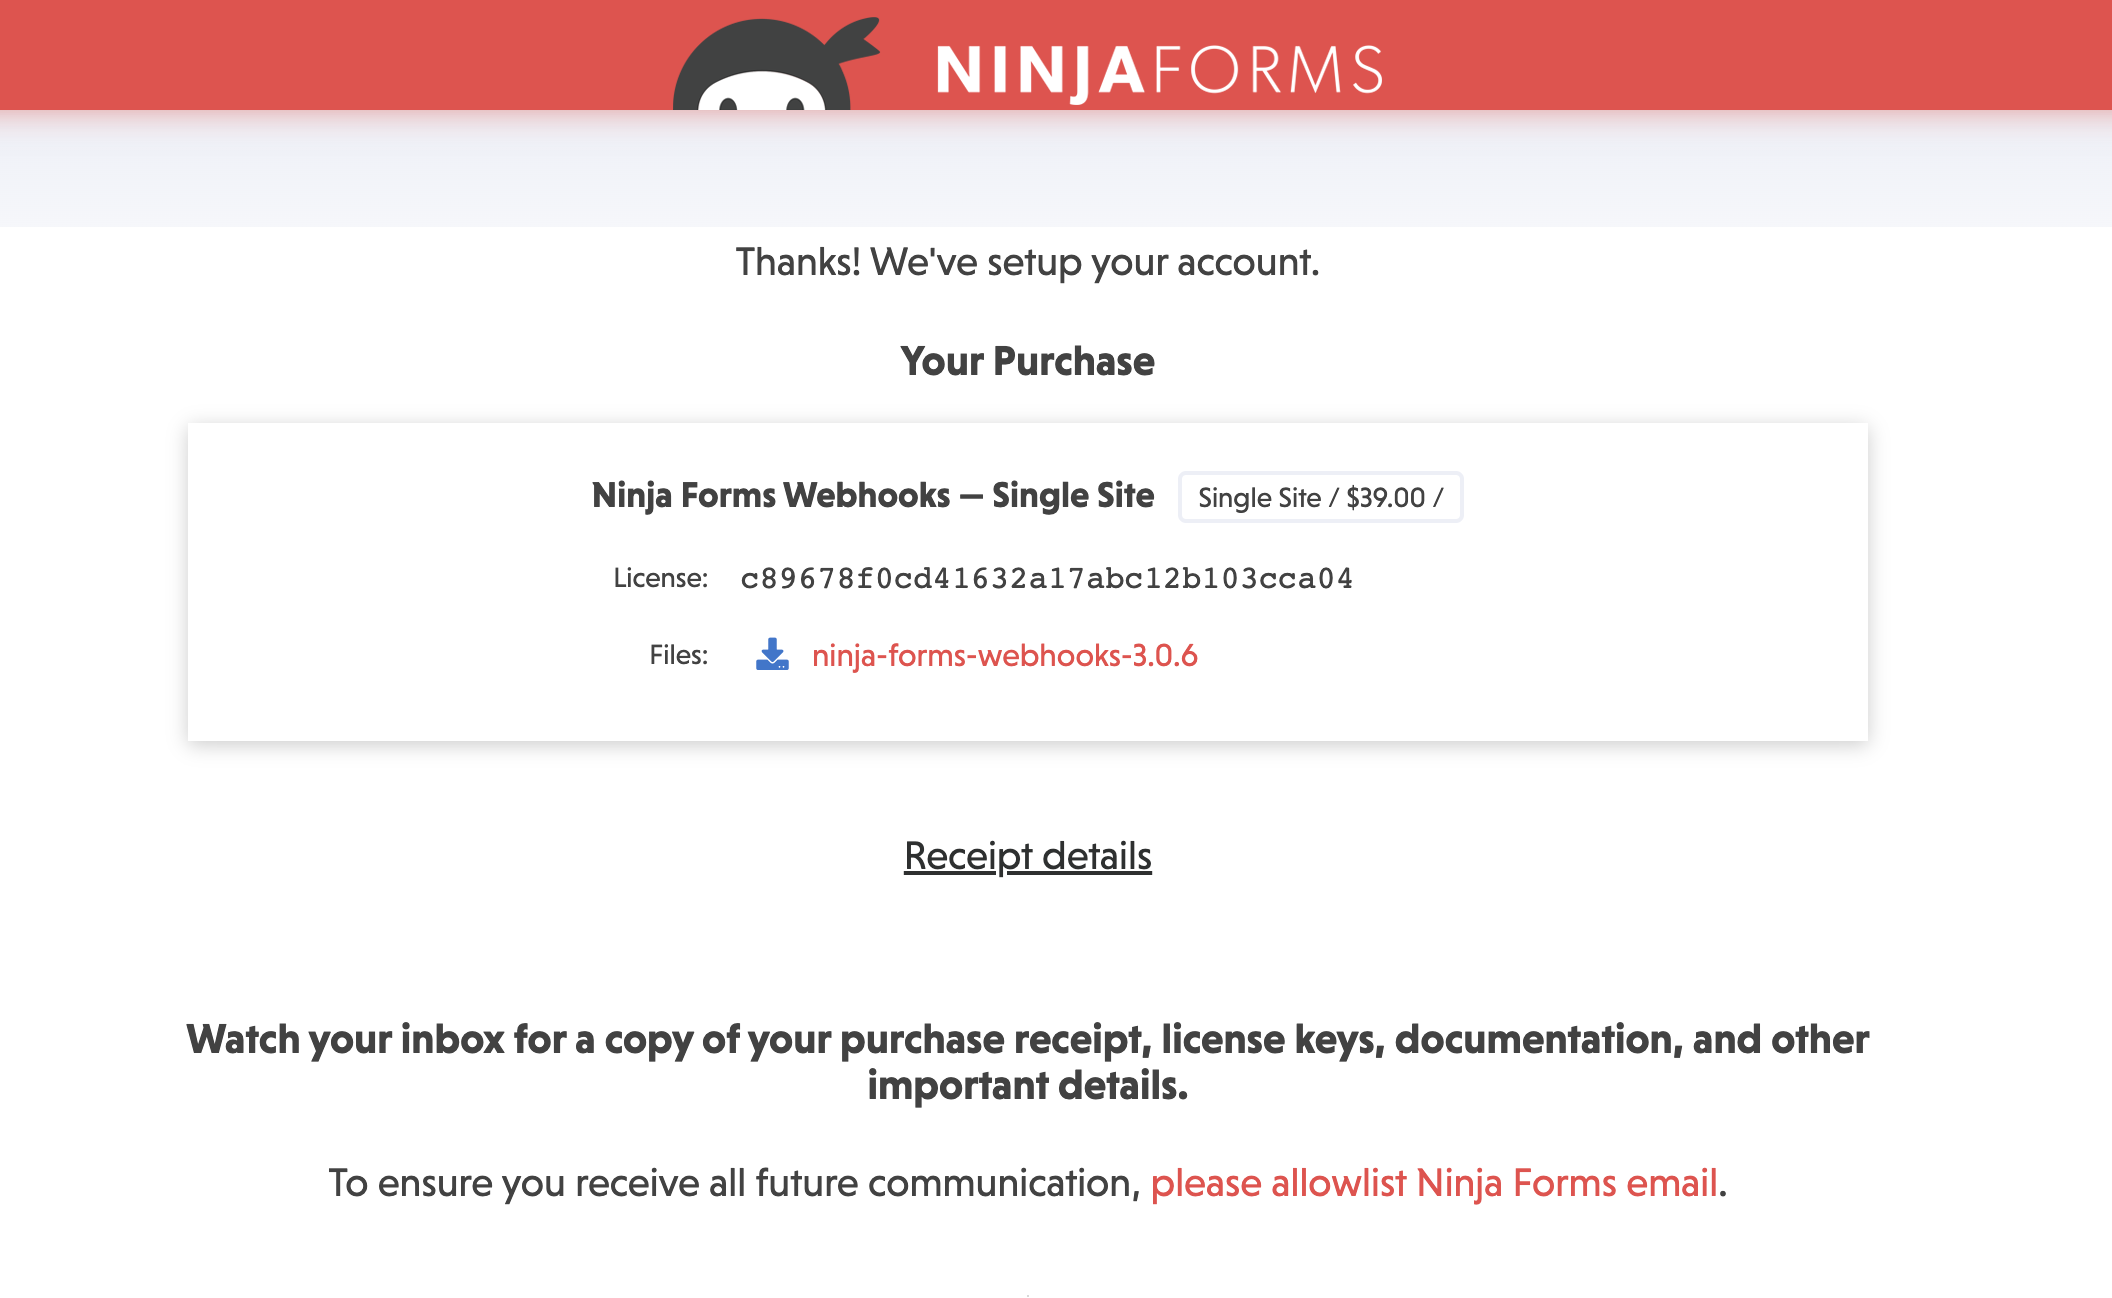 NINJAFORMS
Thanks! We've setup your account.
Your Purchase
Ninja Forms Webhooks — Single Site Single Site / $39.00 /
License: c89678f0cd41632a17abc12b103cca04
Files: ninja-forms-webhooks-3.0.6
Receipt details
Watch your inbox for a copy of your purchase receipt, license keys, documentation, and other
important details.
To ensure you receive all future communication, please allowlist Ninja Forms email.